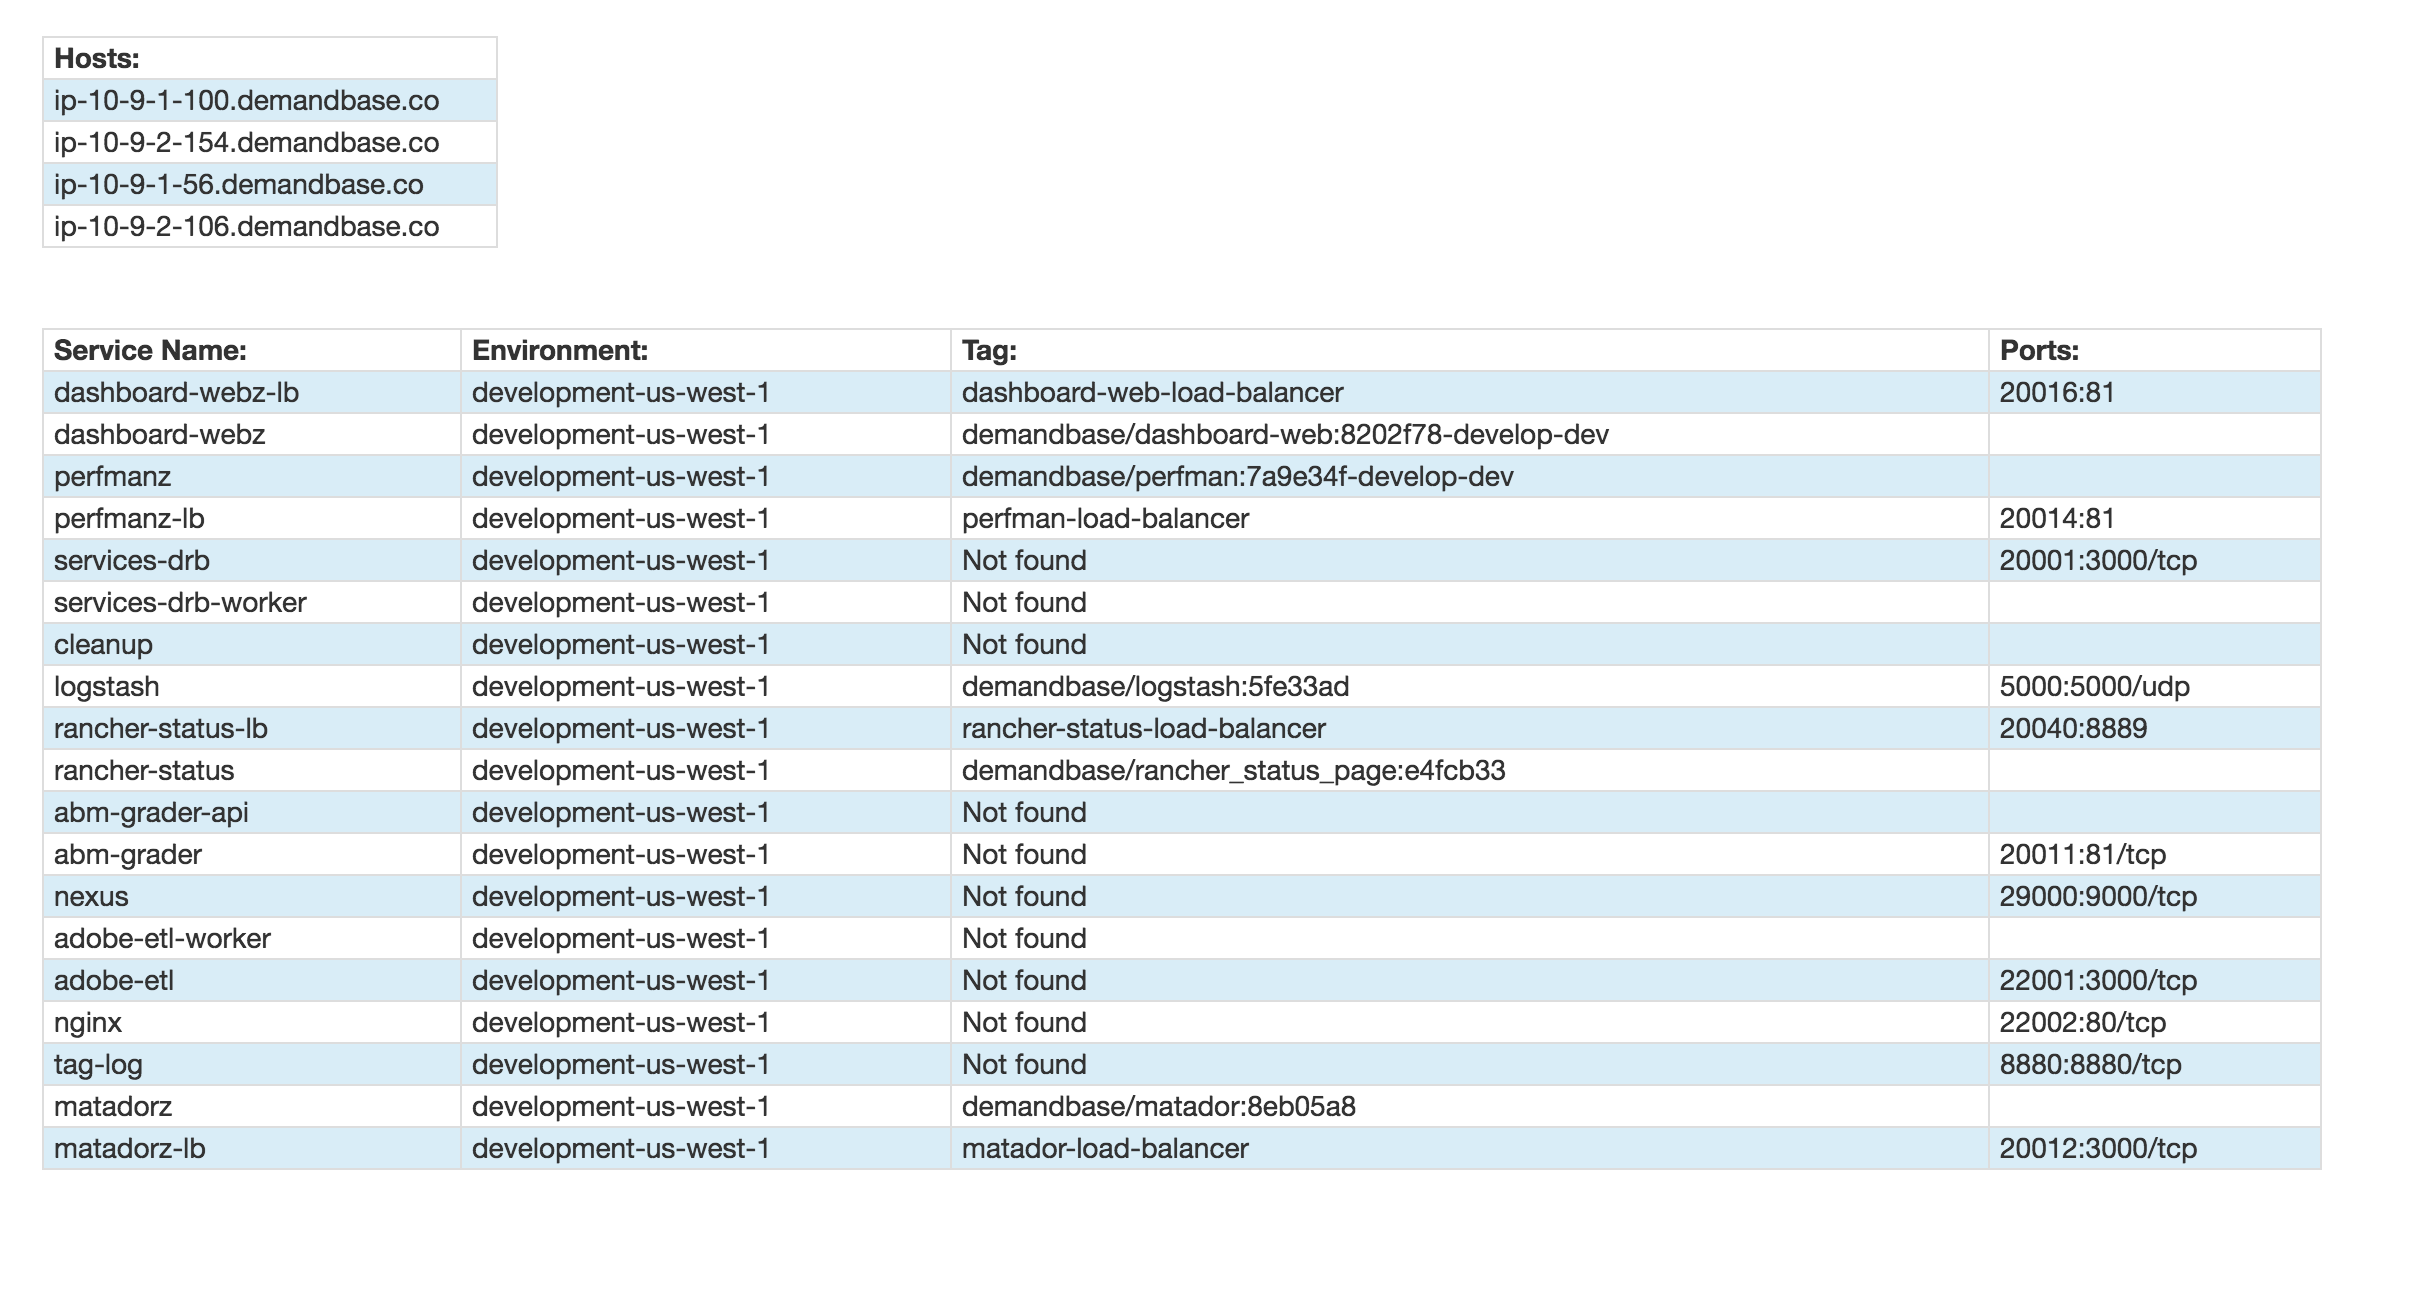 Hosts:
ip-10-9-1-100.demandbase.co
ip-10-9-2-154.demandbase.co
ip-10-9-1-56.demandbase.co
ip-10-9-2-106.demandbase.co
Service Name: Environment: Tag: Ports:
dashboard-webz-lb development-us-west-1 dashboard-web-load-balancer 20016:81
dashboard-webz development-us-west-1 demandbase/dashboard-web:8202f78-develop-dev
perfmanz development-us-west-1 demandbase/perfman:7a9e34f-develop-dev
perfmanz-lb development-us-west-1 perfman-load-balancer 20014:81
services-drb development-us-west-1 Not found 20001:3000/tcp
services-drb-worker development-us-west-1 Not found
cleanup development-us-west-1 Not found
logstash development-us-west-1 demandbase/logstash:5fe33ad 5000:5000/udp
rancher-status-lb development-us-west-1 rancher-status-load-balancer 20040:8889
rancher-status development-us-west-1 demandbase/rancher_status_page:e4fcb33
abm-grader-api development-us-west-1 Not found
abm-grader development-us-west-1 Not found 20011:81/tcp
nexus development-us-west-1 Not found 29000:9000/tcp
adobe-etl-worker development-us-west-1 Not found
adobe-etl development-us-west-1 Not found 22001:3000/tcp
nginx development-us-west-1 Not found 22002:80/tcp
tag-log development-us-west-1 Not found 8880:8880/tcp
matadorz development-us-west-1 demandbase/matador:8eb05a8
matadorz-lb development-us-west-1 matador-load-balancer 20012:3000/tcp